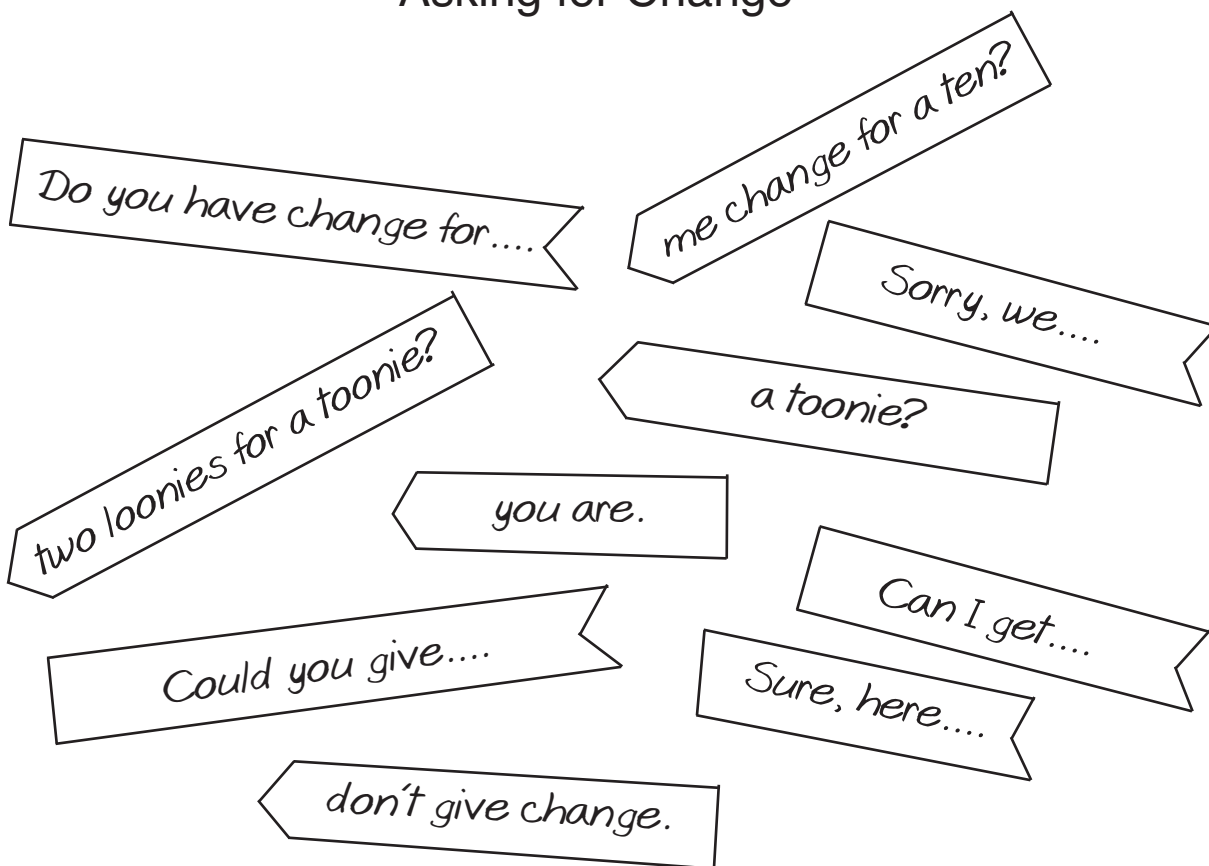 Asking for Change
me change for a ten?
Do you have change for....
Sorry, we....
two loonies for a toonie?
a toonie?
you are.
Can I get....
Could you give....
Sure, here....
don't give change.